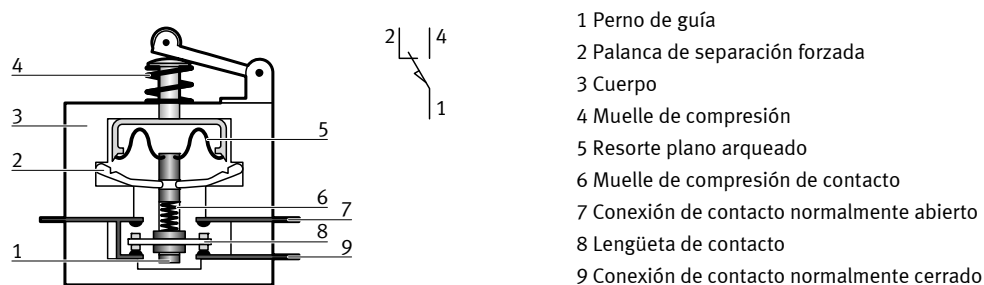 4
3
2
1
5
6
7
8
9
2 4
1
1 Perno de guía
2 Palanca de separación forzada
3 Cuerpo
4 Muelle de compresión
5 Resorte plano arqueado
6 Muelle de compresión de contacto
7 Conexión de contacto normalmente abierto
8 Lengüeta de contacto
9 Conexión de contacto normalmente cerrado